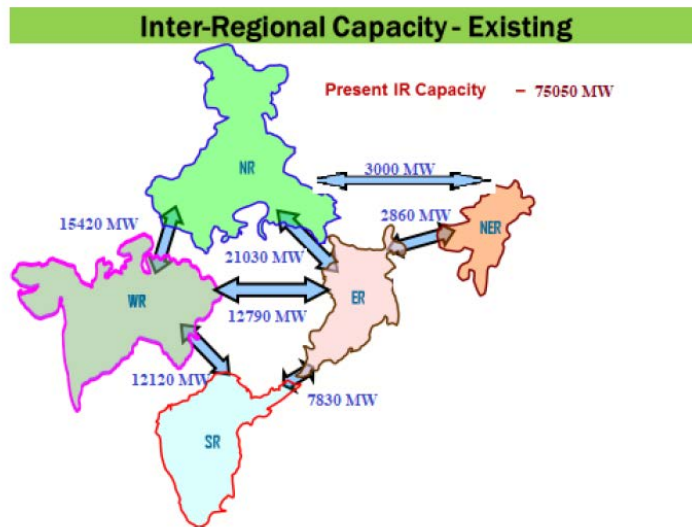 Inter-Regional Capacity - Existing
Present IR Capacity – 75050 MW
NR
3000 MW
15420 MW
2860 MW
NER
21030 MW
WR
ER
12790 MW
12120 MW
7830 MW
SR